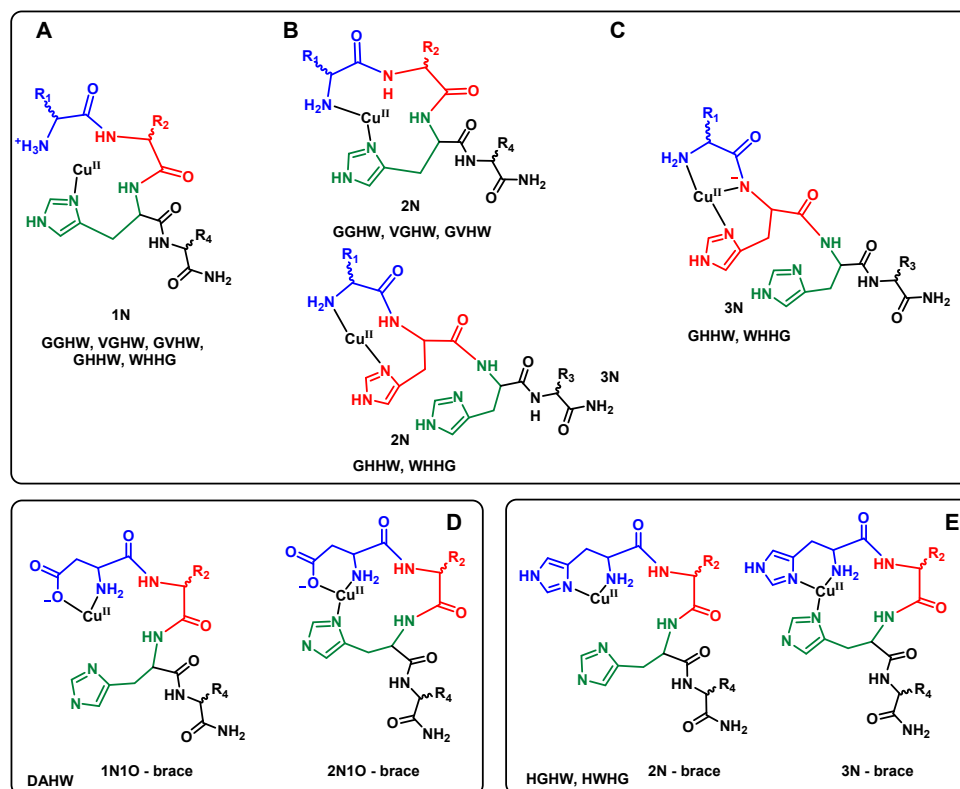 A
B
C
O
R₁
HN
R₂
⁺H₃N
Cuᴵᴵ
O
N
HN
HN
O
HN
R₄
O
NH₂
1N
GGHW, VGHW, GVHW,
GHHW, WHHG
R₁
O
R₂
N
H
H₂N
O
Cuᴵᴵ
HN
N
O
HN
R₄
HN
O
NH₂
2N
GGHW, VGHW, GVHW
R₁
O
H₂N
Cuᴵᴵ
HN
O
N
HN
O
R₃
3N
HN
N
N
H
O
NH₂
HN
2N
GHHW, WHHG
R₁
O
H₂N
Cuᴵᴵ
–
N
N
O
NH
HN
O
R₃
N
HN
O
NH₂
HN
3N
GHHW, WHHG
D
O
O
–O
NH₂
HN
R₂
Cuᴵᴵ
O
HN
N
O
N
HN
R₄
O
NH₂
1N1O - brace
DAHW
O
O
–O
NH₂
HN
R₂
Cuᴵᴵ
O
HN
N
O
N
HN
R₄
O
NH₂
2N1O - brace
E
O
HN
N
NH₂
HN
R₂
Cuᴵᴵ
O
HN
N
O
N
HN
R₄
O
NH₂
2N - brace
HGHW, HWHG
O
HN
N
NH₂
HN
R₂
Cuᴵᴵ
O
HN
N
O
N
HN
R₄
O
NH₂
3N - brace